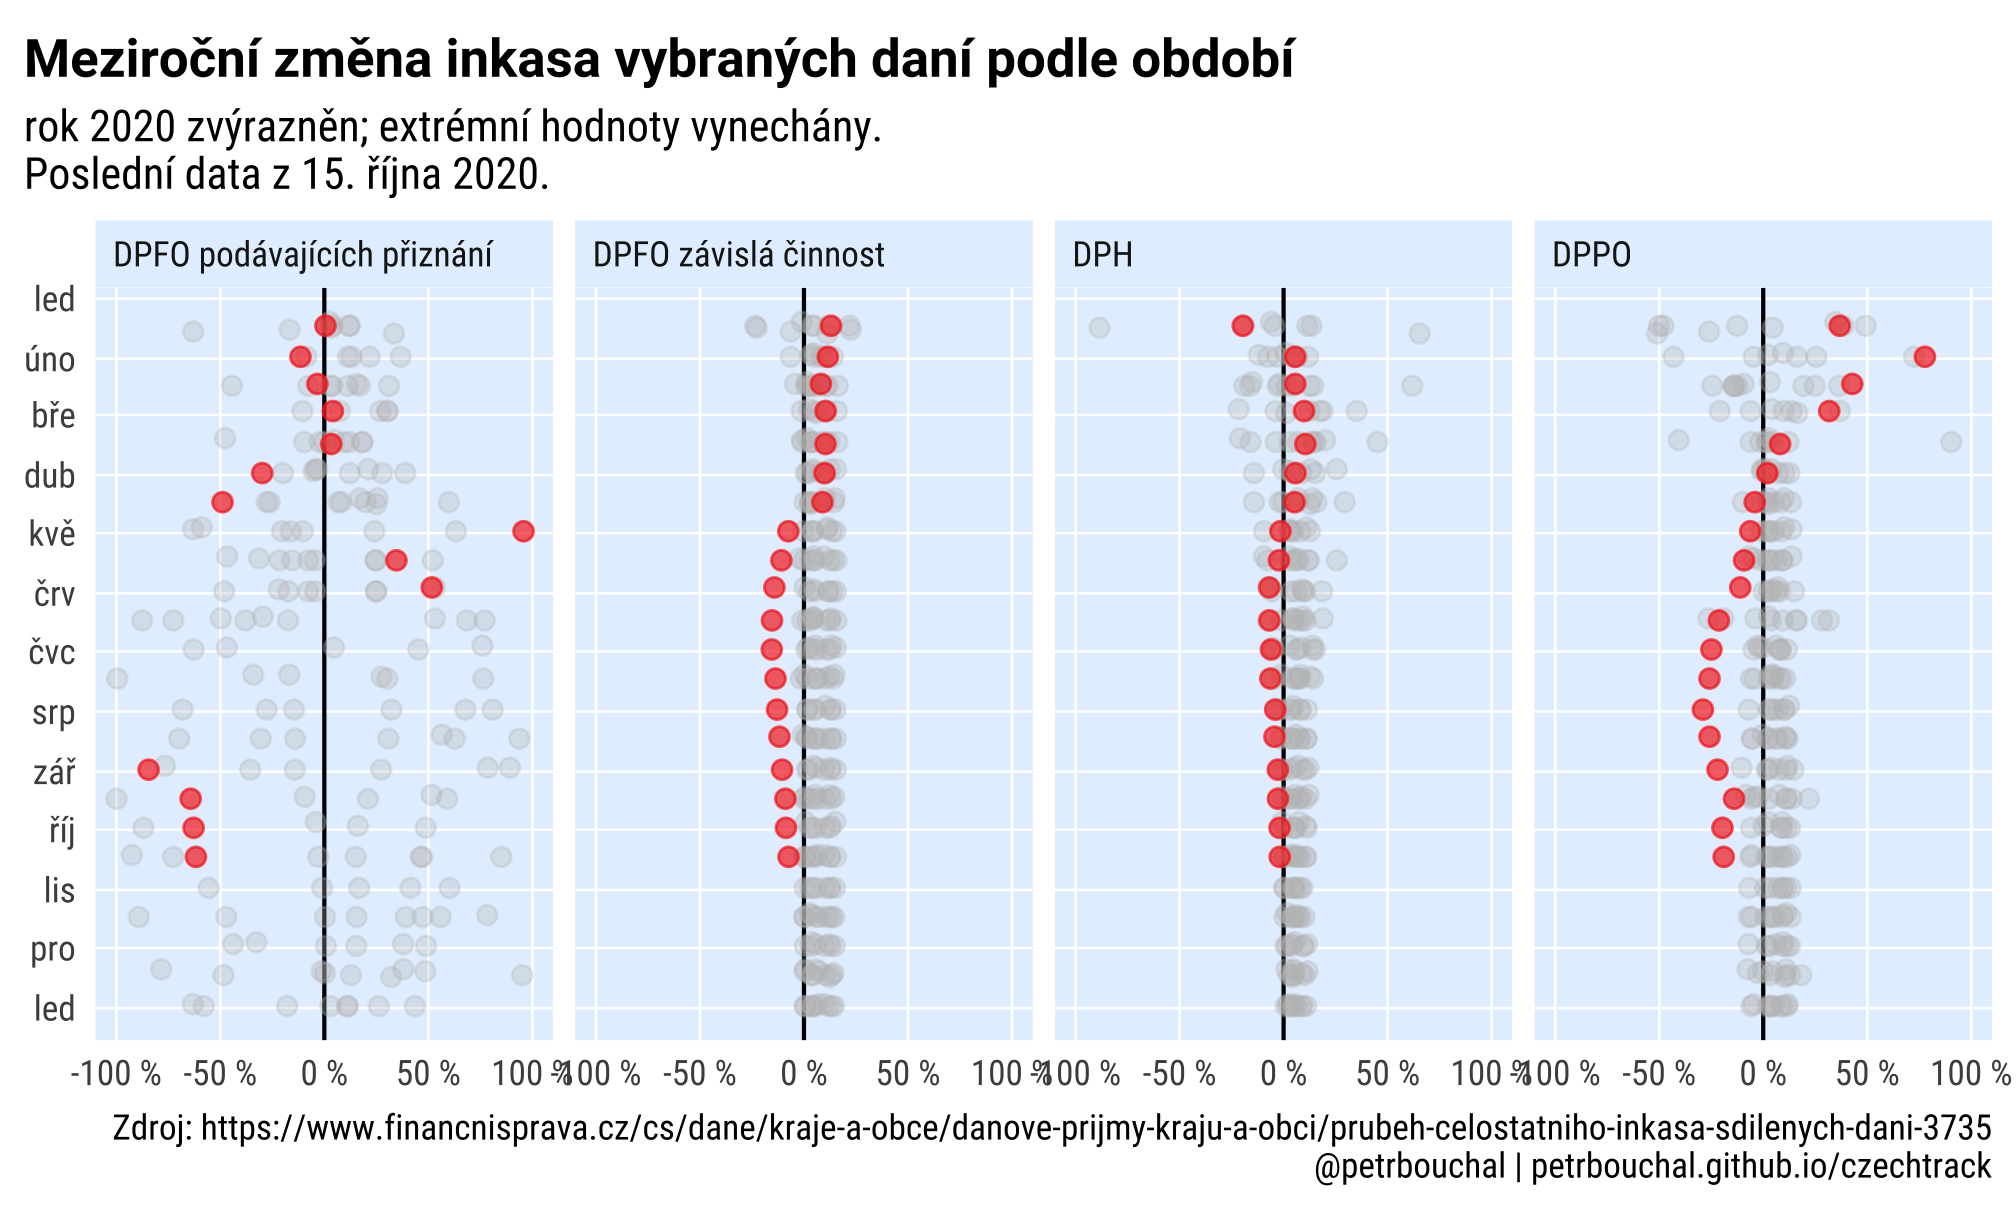 Meziroční změna inkasa vybraných daní podle období
rok 2020 zvýrazněn; extrémní hodnoty vynechány.
Poslední data z 15. října 2020.
DPFO podávajících přiznání
DPFO závislá činnost
DPH
DPPO
led
úno
bře
dub
kvě
črv
čvc
srp
zář
říj
lis
pro
led
-100 % -50 % 0 % 50 % 100 %
-100 % -50 % 0 % 50 % 100 %
-100 % -50 % 0 % 50 % 100 %
-100 % -50 % 0 % 50 % 100 %
Zdroj: https://www.financnisprava.cz/cs/dane/kraje-a-obce/danove-prijmy-kraju-a-obci/prubeh-celostatniho-inkasa-sdilenych-dani-3735
@petrbouchal | petrbouchal.github.io/czechtrack